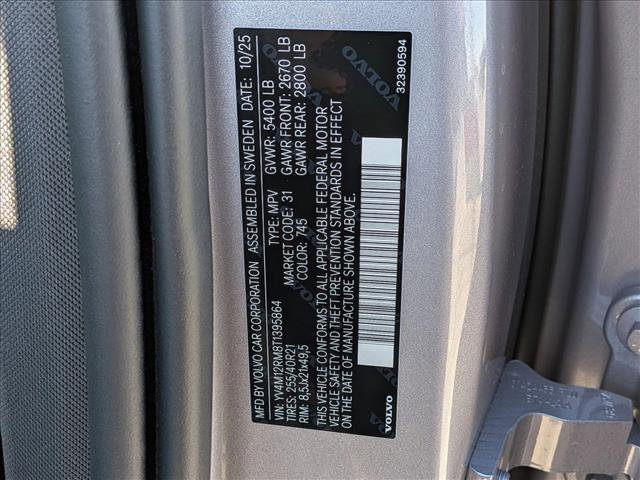 MFD BY VOLVO CAR CORPORATION ASSEMBLED IN SWEDEN DATE: 10/25
VIN: YV4M12RM8T1395864 TYPE: MPV GVWR: 5400 LB
TIRES: 255/40R21 MARKET CODE: 31 GAWR FRONT: 2670 LB
RIM: 8,5Jx21x49,5 COLOR: 745 GAWR REAR: 2800 LB
THIS VEHICLE CONFORMS TO ALL APPLICABLE FEDERAL MOTOR
VEHICLE SAFETY AND THEFT PREVENTION STANDARDS IN EFFECT
ON THE DATE OF MANUFACTURE SHOWN ABOVE.
VOLVO 32390594
VOLVO